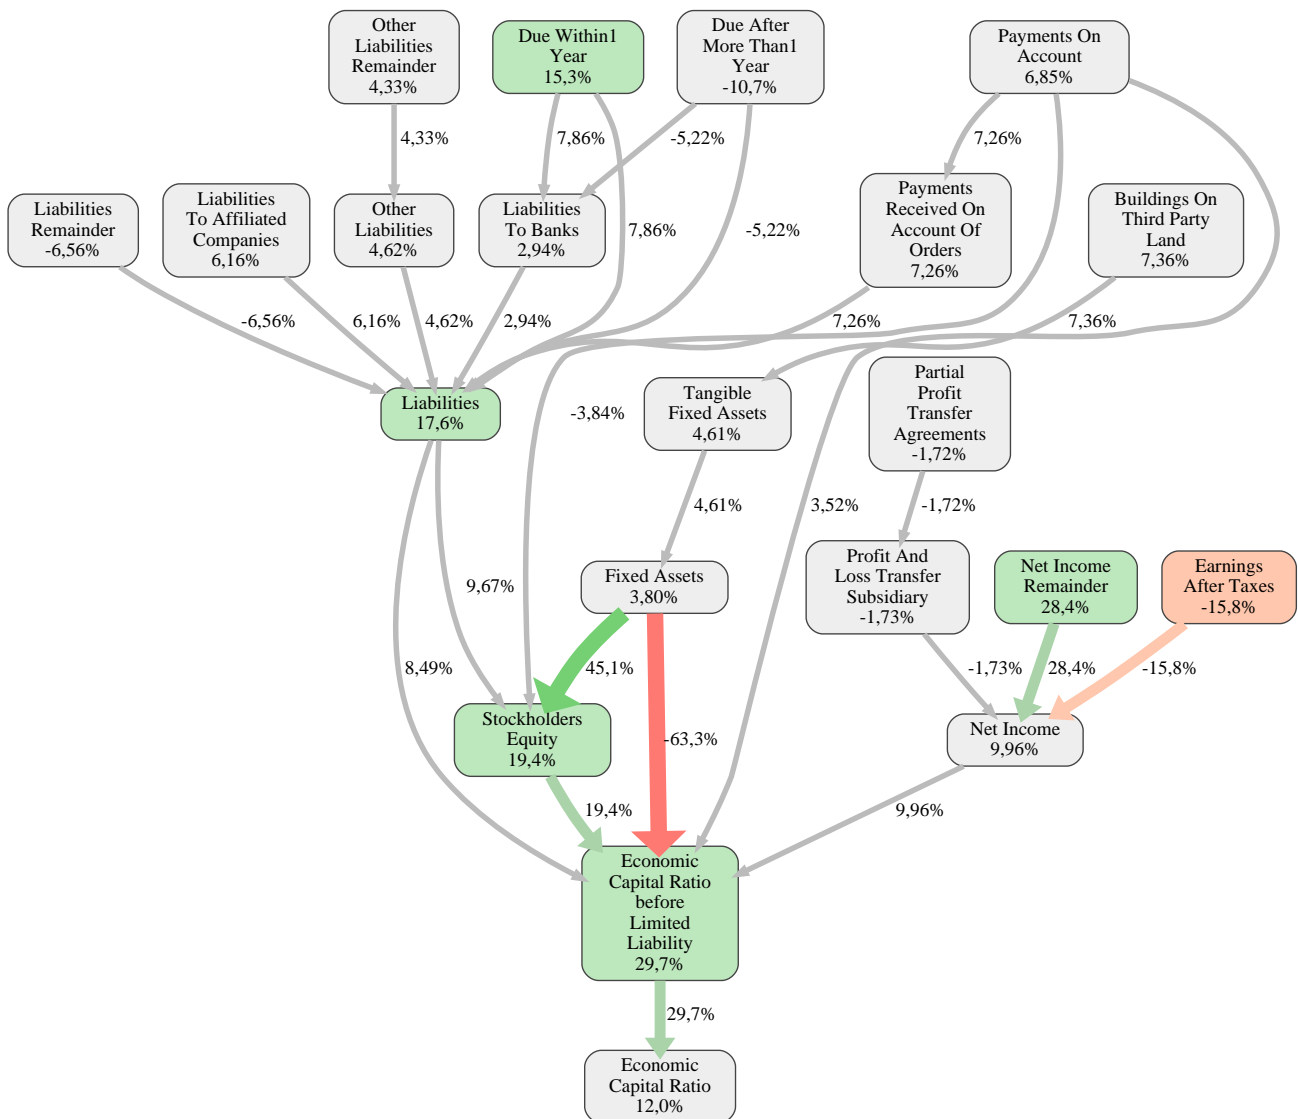 Other
Liabilities
Remainder
4,33%
Due Within1
Year
15,3%
Due After
More Than1
Year
-10,7%
Payments On
Account
6,85%
4,33%
7,86%
-5,22%
7,26%
Liabilities
Remainder
-6,56%
Liabilities
To Affiliated
Companies
6,16%
Other
Liabilities
4,62%
Liabilities
To Banks
2,94%
7,86%
-5,22%
Payments
Received On
Account Of
Orders
7,26%
Buildings On
Third Party
Land
7,36%
-6,56%
6,16%
4,62%
2,94%
7,26%
7,36%
Liabilities
17,6%
-3,84%
Tangible
Fixed Assets
4,61%
Partial
Profit
Transfer
Agreements
-1,72%
4,61%
3,52%
-1,72%
9,67%
Fixed Assets
3,80%
Profit And
Loss Transfer
Subsidiary
-1,73%
Net Income
Remainder
28,4%
Earnings
After Taxes
-15,8%
8,49%
45,1%
-1,73%
28,4%
-15,8%
Stockholders
Equity
19,4%
-63,3%
Net Income
9,96%
19,4%
9,96%
Economic
Capital Ratio
before
Limited
Liability
29,7%
29,7%
Economic
Capital Ratio
12,0%